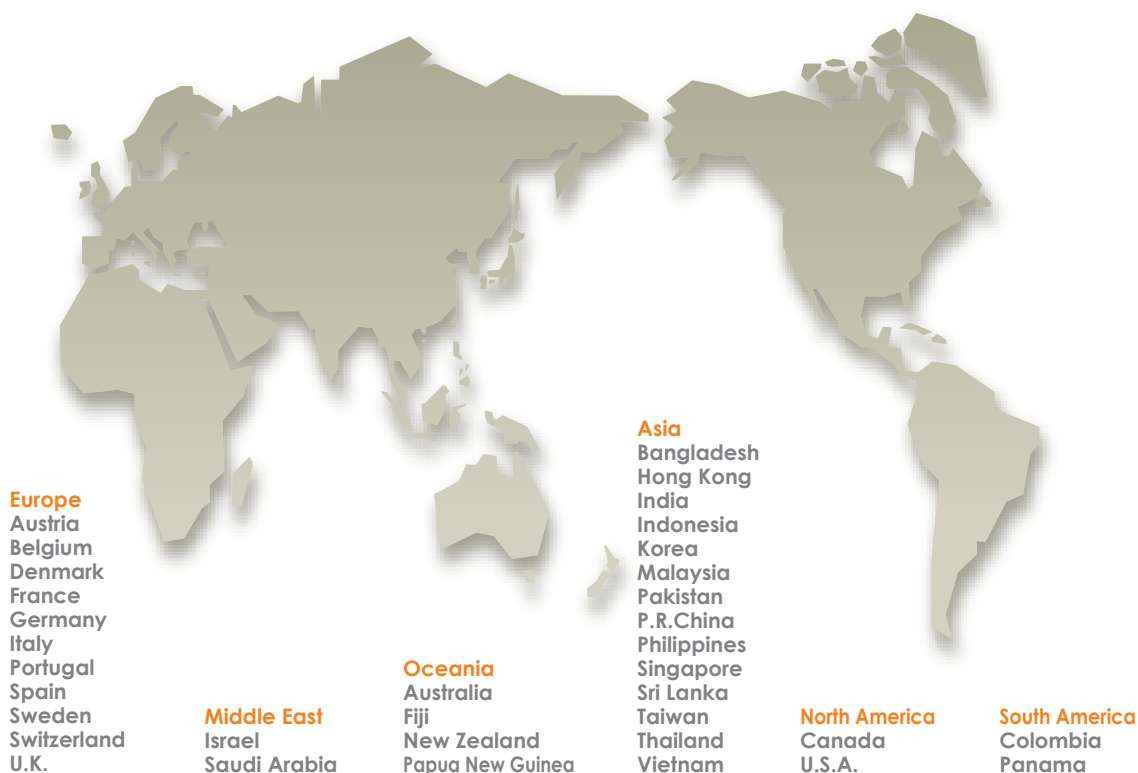 Europe
Austria
Belgium
Denmark
France
Germany
Italy
Portugal
Spain
Sweden
Switzerland
U.K.
Middle East
Israel
Saudi Arabia
Oceania
Australia
Fiji
New Zealand
Papua New Guinea
Asia
Bangladesh
Hong Kong
India
Indonesia
Korea
Malaysia
Pakistan
P.R.China
Philippines
Singapore
Sri Lanka
Taiwan
Thailand
Vietnam
North America
Canada
U.S.A.
South America
Colombia
Panama